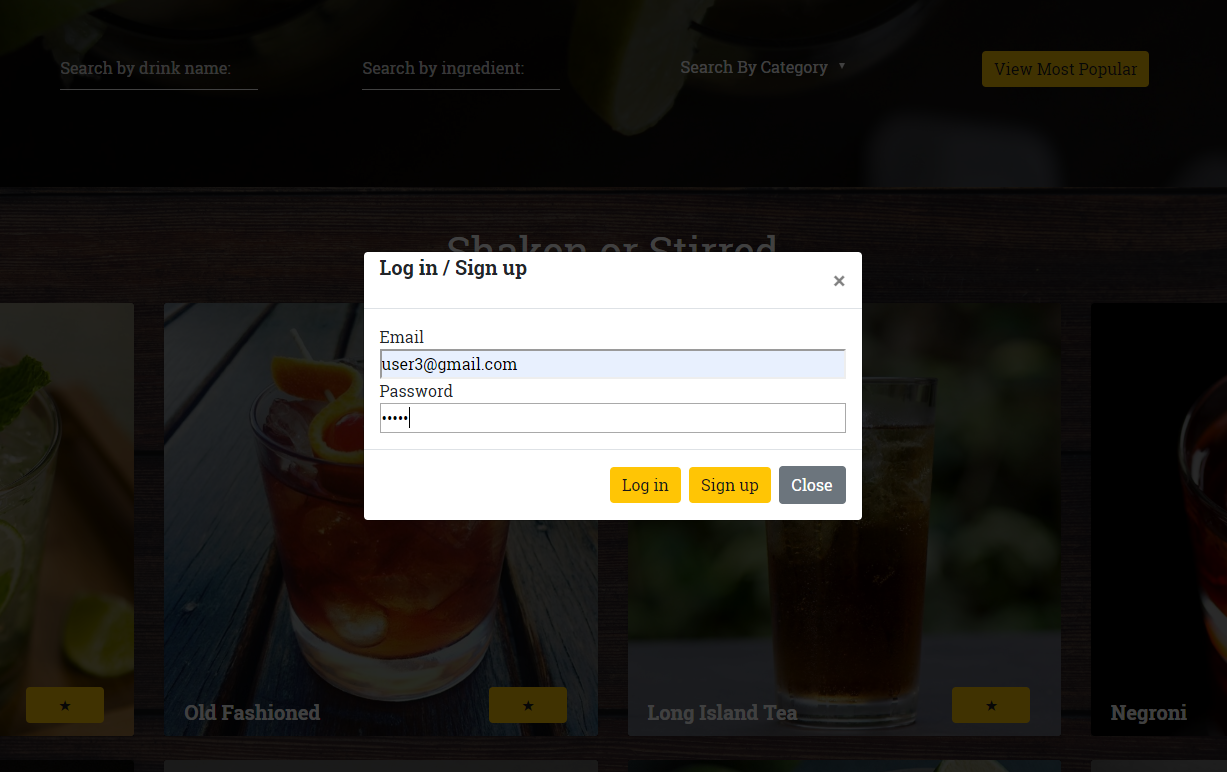 Search by drink name:
Search by ingredient:
Search By Category ▼
View Most Popular
Shaken or Stirred
Log in / Sign up
×
Email
user3@gmail.com
Password
•••••
Log in
Sign up
Close
★
Old Fashioned
★
Long Island Tea
★
Negroni